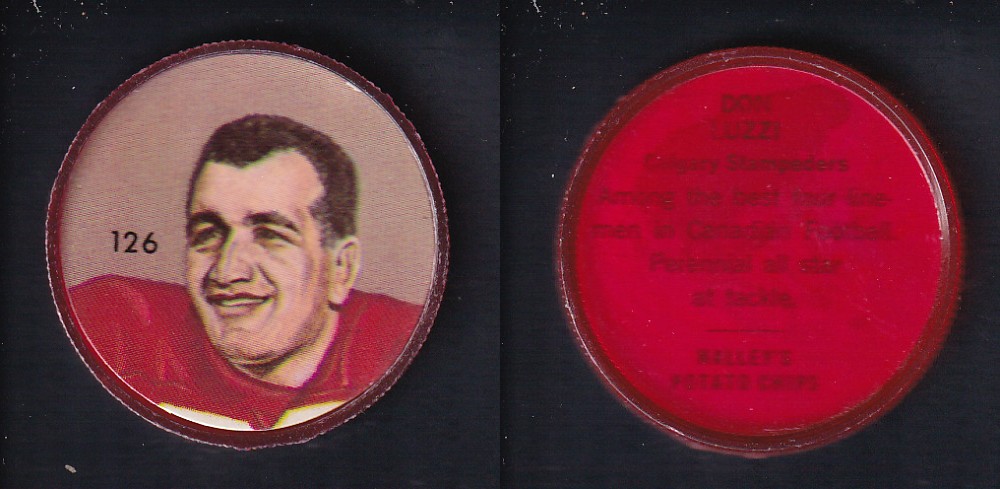 126
DON
LUZZI
Calgary Stampeders
Among the best four line-
men in Canadian Football.
Perennial all star
at tackle.
NALLEY'S
POTATO CHIPS